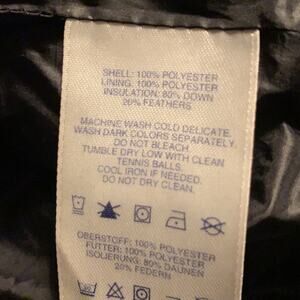 SHELL: 100% POLYESTER
LINING: 100% POLYESTER
INSULATION: 80% DOWN
20% FEATHERS
MACHINE WASH COLD DELICATE.
WASH DARK COLORS SEPARATELY.
DO NOT BLEACH.
TUMBLE DRY LOW WITH CLEAN
TENNIS BALLS.
COOL IRON IF NEEDED.
DO NOT DRY CLEAN.
OBERSTOFF: 100% POLYESTER
FUTTER: 100% POLYESTER
ISOLIERUNG: 80% DAUNEN
20% FEDERN